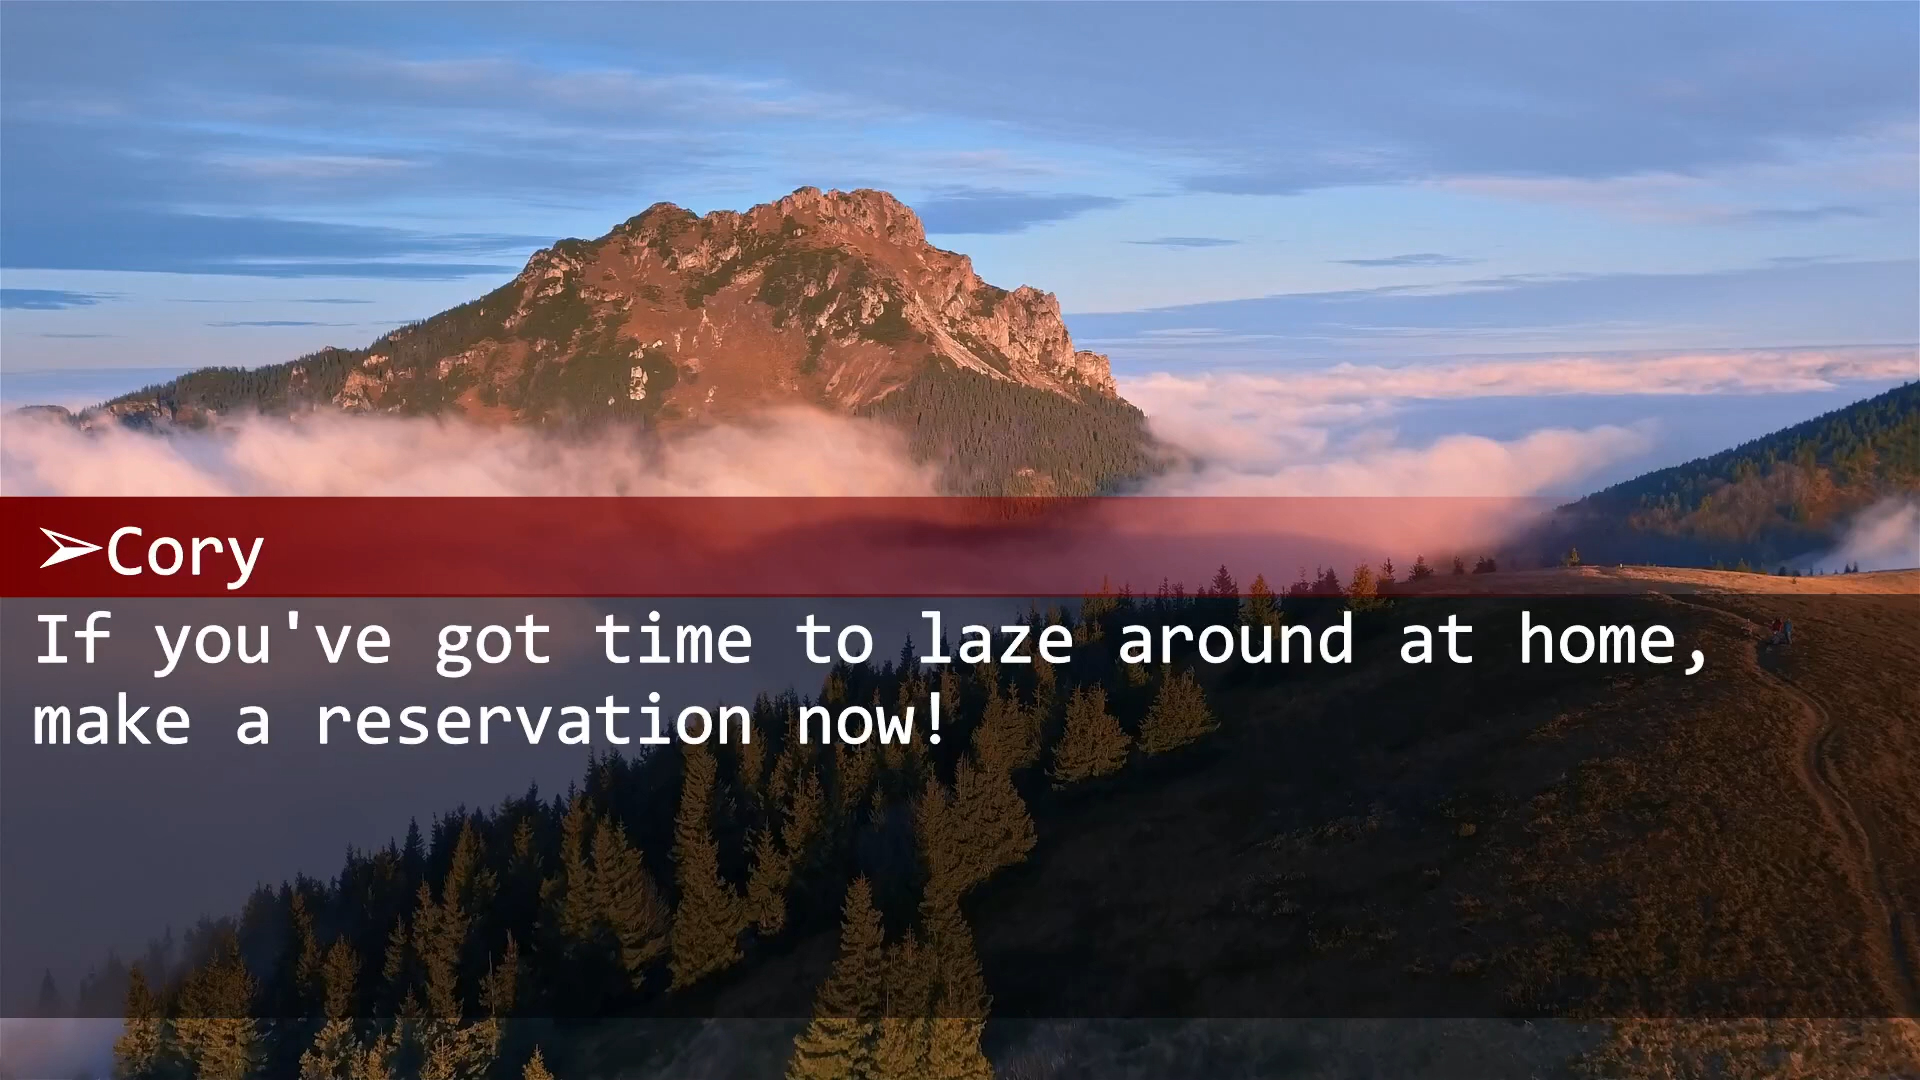 ➢Cory
If you've got time to laze around at home,
make a reservation now!